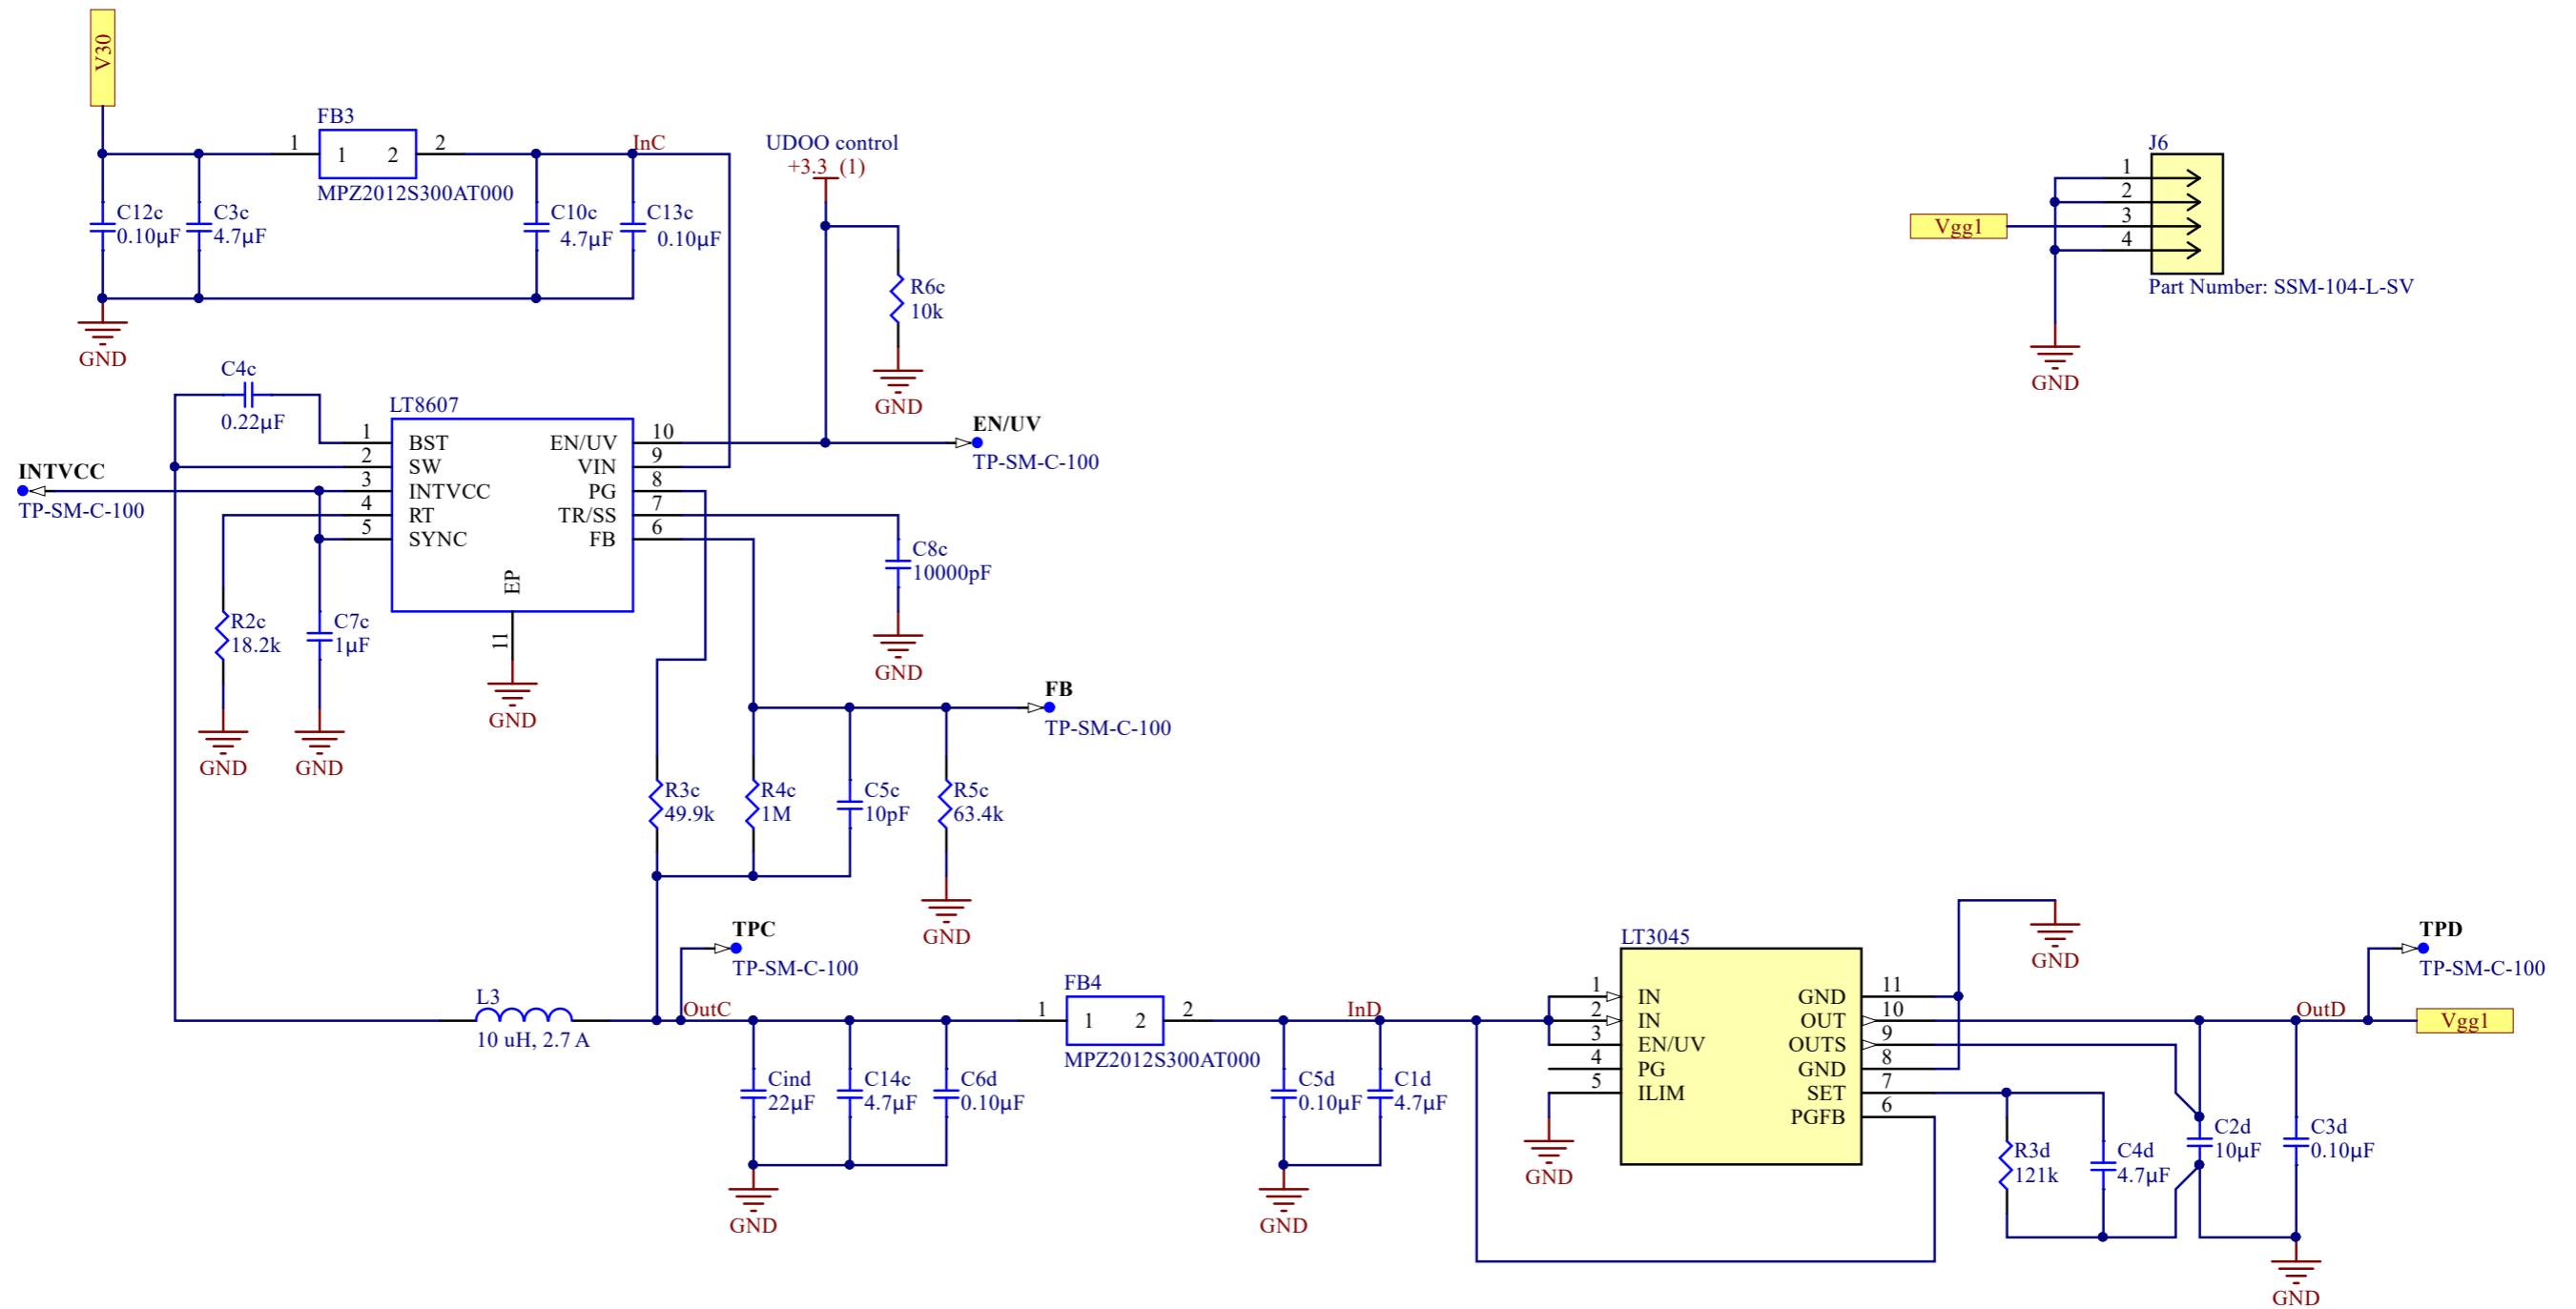 V30
FB3
1
1
2
2
MPZ2012S300AT000
InC
C12c
0.10µF
C3c
4.7µF
C10c
4.7µF
C13c
0.10µF
GND
UDOO control
+3.3 (1)
R6c
10k
GND
J6
1
2
3
4
Vgg1
Part Number: SSM-104-L-SV
GND
C4c
0.22µF
LT8607
1
BST
2
SW
3
INTVCC
4
RT
5
SYNC
EP
11
GND
EN/UV
10
VIN
9
PG
8
TR/SS
7
FB
6
INTVCC
TP-SM-C-100
EN/UV
TP-SM-C-100
C8c
10000pF
GND
R2c
18.2k
GND
C7c
1µF
GND
FB
TP-SM-C-100
R3c
49.9k
R4c
1M
C5c
10pF
R5c
63.4k
GND
TPC
TP-SM-C-100
L3
10 uH, 2.7 A
OutC
Cind
22µF
C14c
4.7µF
C6d
0.10µF
GND
FB4
1
1
2
2
MPZ2012S300AT000
InD
C5d
0.10µF
C1d
4.7µF
GND
LT3045
1
IN
2
IN
3
EN/UV
4
PG
5
ILIM
GND
GND
11
OUT
10
OUTS
9
GND
8
SET
7
PGFB
6
GND
TPD
TP-SM-C-100
OutD
Vgg1
R3d
121k
C4d
4.7µF
C2d
10µF
C3d
0.10µF
GND